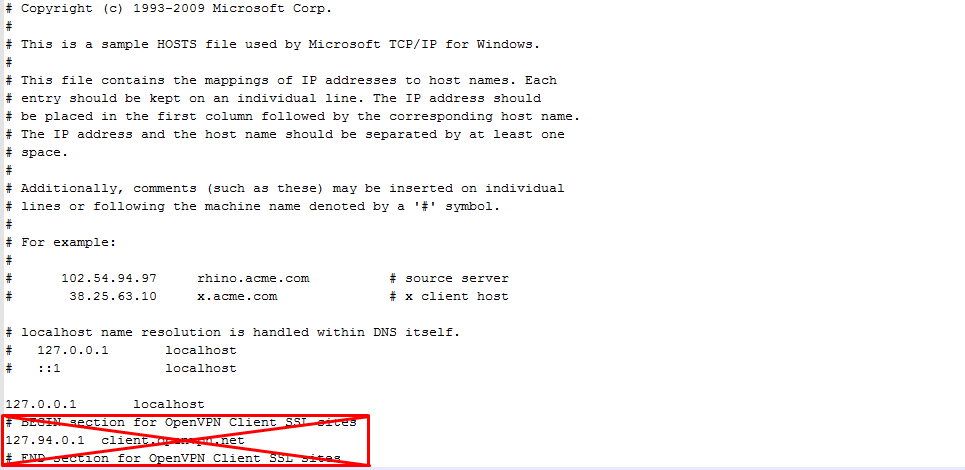 # Copyright (c) 1993-2009 Microsoft Corp.
#
# This is a sample HOSTS file used by Microsoft TCP/IP for Windows.
#
# This file contains the mappings of IP addresses to host names. Each
# entry should be kept on an individual line. The IP address should
# be placed in the first column followed by the corresponding host name.
# The IP address and the host name should be separated by at least one
# space.
#
# Additionally, comments (such as these) may be inserted on individual
# lines or following the machine name denoted by a '#' symbol.
#
# For example:
#
#      102.54.94.97     rhino.acme.com          # source server
#       38.25.63.10     x.acme.com              # x client host

# localhost name resolution is handled within DNS itself.
#   127.0.0.1       localhost
#   ::1             localhost

127.0.0.1       localhost
# BEGIN section for OpenVPN Client SSL sites
127.94.0.1  client.openvpn.net
# END section for OpenVPN Client SSL sites